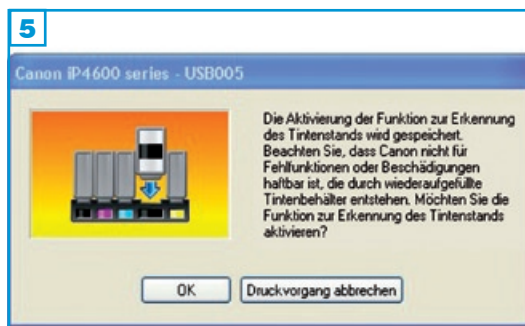 5
Canon iP4600 series - USB005
Die Aktivierung der Funktion zur Erkennung
des Tintenstands wird gespeichert.
Beachten Sie, dass Canon nicht für
Fehlfunktionen oder Beschädigungen
haftbar ist, die durch wiederaufgefüllte
Tintenbehälter entstehen. Möchten Sie die
Funktion zur Erkennung des Tintenstands
aktivieren?
OK
Druckvorgang abbrechen